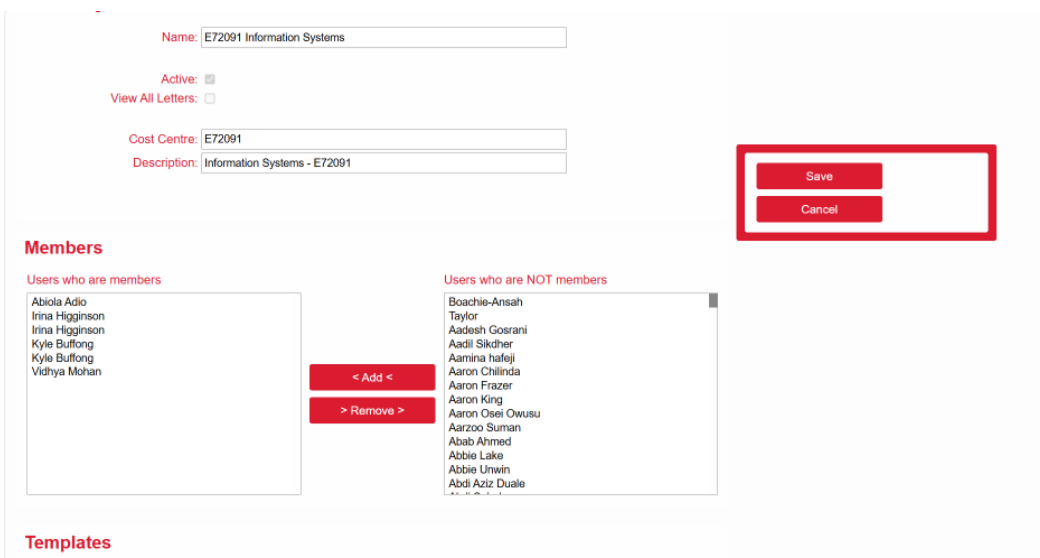 Name: E72091 Information Systems
Active:
View All Letters:
Cost Centre: E72091
Description: Information Systems - E72091
Save
Cancel
Members
Users who are members
Abiola Adio
Irina Higginson
Irina Higginson
Kyle Buffong
Kyle Buffong
Vidhya Mohan
< Add <
> Remove >
Users who are NOT members
Boachie-Ansah
Taylor
Aadesh Gosrani
Aadil Sikdher
Aamina hafeji
Aaron Chilinda
Aaron Frazer
Aaron King
Aaron Osei Owusu
Aarzoo Suman
Abab Ahmed
Abbie Lake
Abbie Unwin
Abdi Aziz Duale
Templates